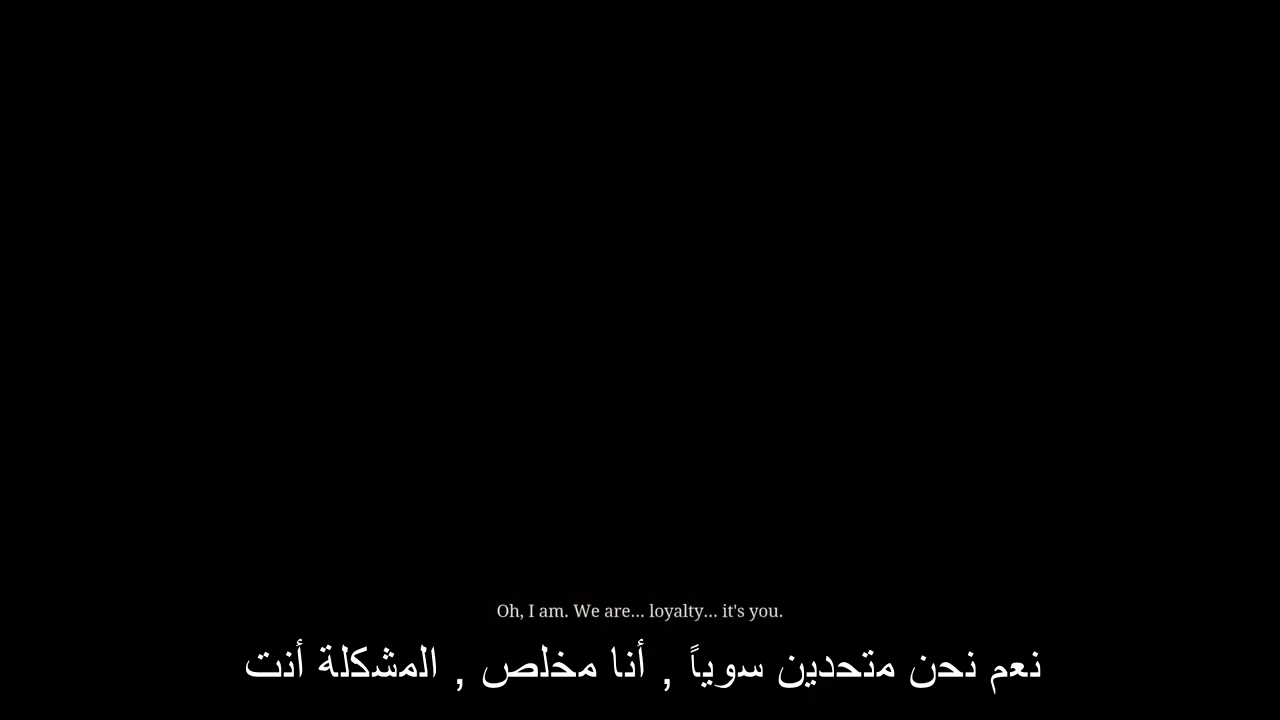 Oh, I am. We are... loyalty... it's you.
نعم نحن متحدين سوياً , أنا مخلص , المشكلة أنت